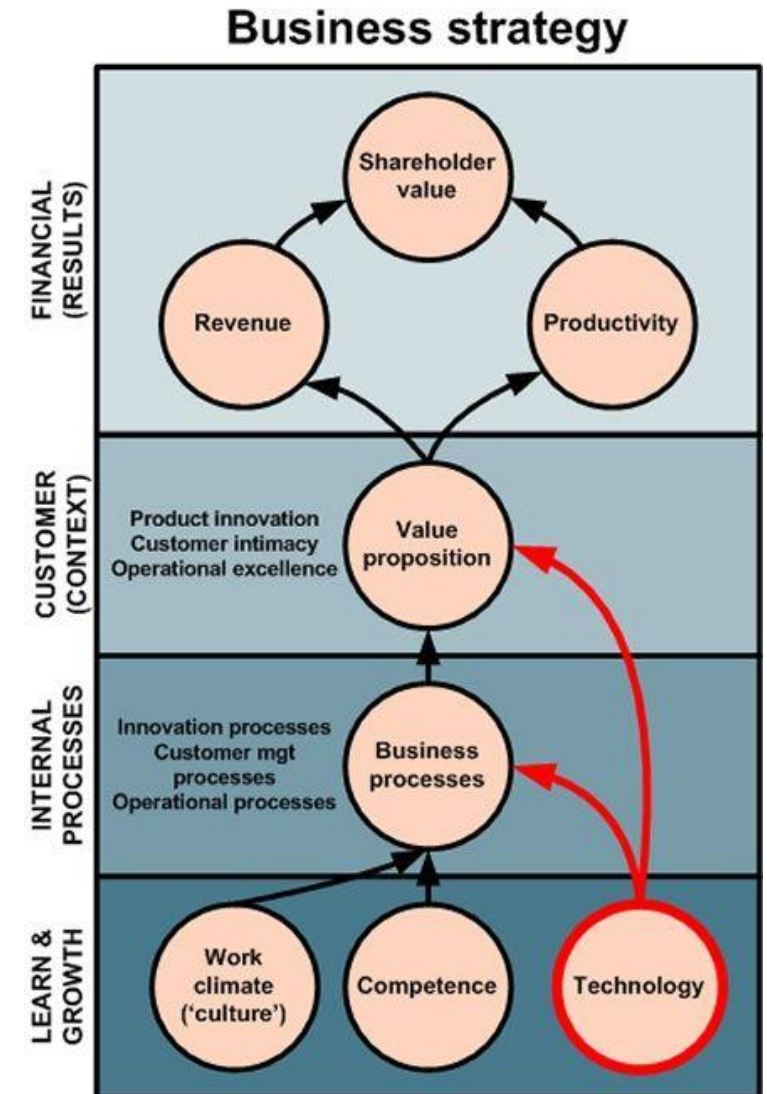 Business strategy
FINANCIAL
(RESULTS)
Shareholder
value
Revenue
Productivity
CUSTOMER
(CONTEXT)
Product innovation
Customer intimacy
Operational excellence
Value
proposition
INTERNAL
PROCESSES
Innovation processes
Customer mgt
processes
Operational processes
Business
processes
LEARN &
GROWTH
Work
climate
(‘culture’)
Competence
Technology